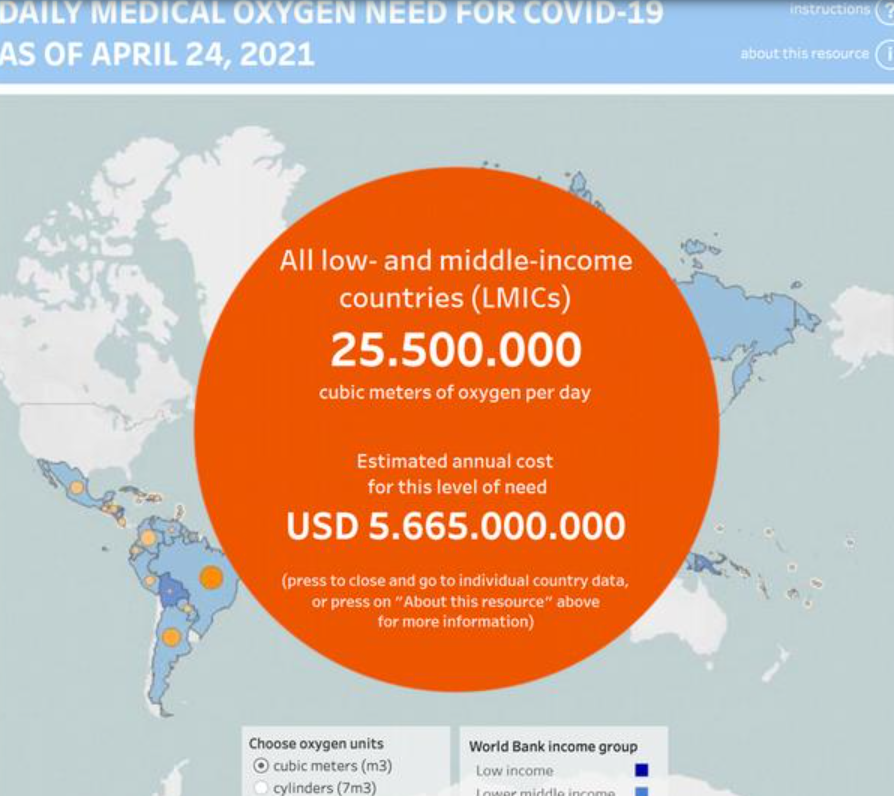 DAILY MEDICAL OXYGEN NEED FOR COVID-19
AS OF APRIL 24, 2021
instructions ?
about this resource i
All low- and middle-income
countries (LMICs)
25.500.000
cubic meters of oxygen per day
Estimated annual cost
for this level of need
USD 5.665.000.000
(press to close and go to individual country data,
or press on "About this resource" above
for more information)
Choose oxygen units
cubic meters (m3)
cylinders (7m3)
World Bank income group
Low income
Lower middle income